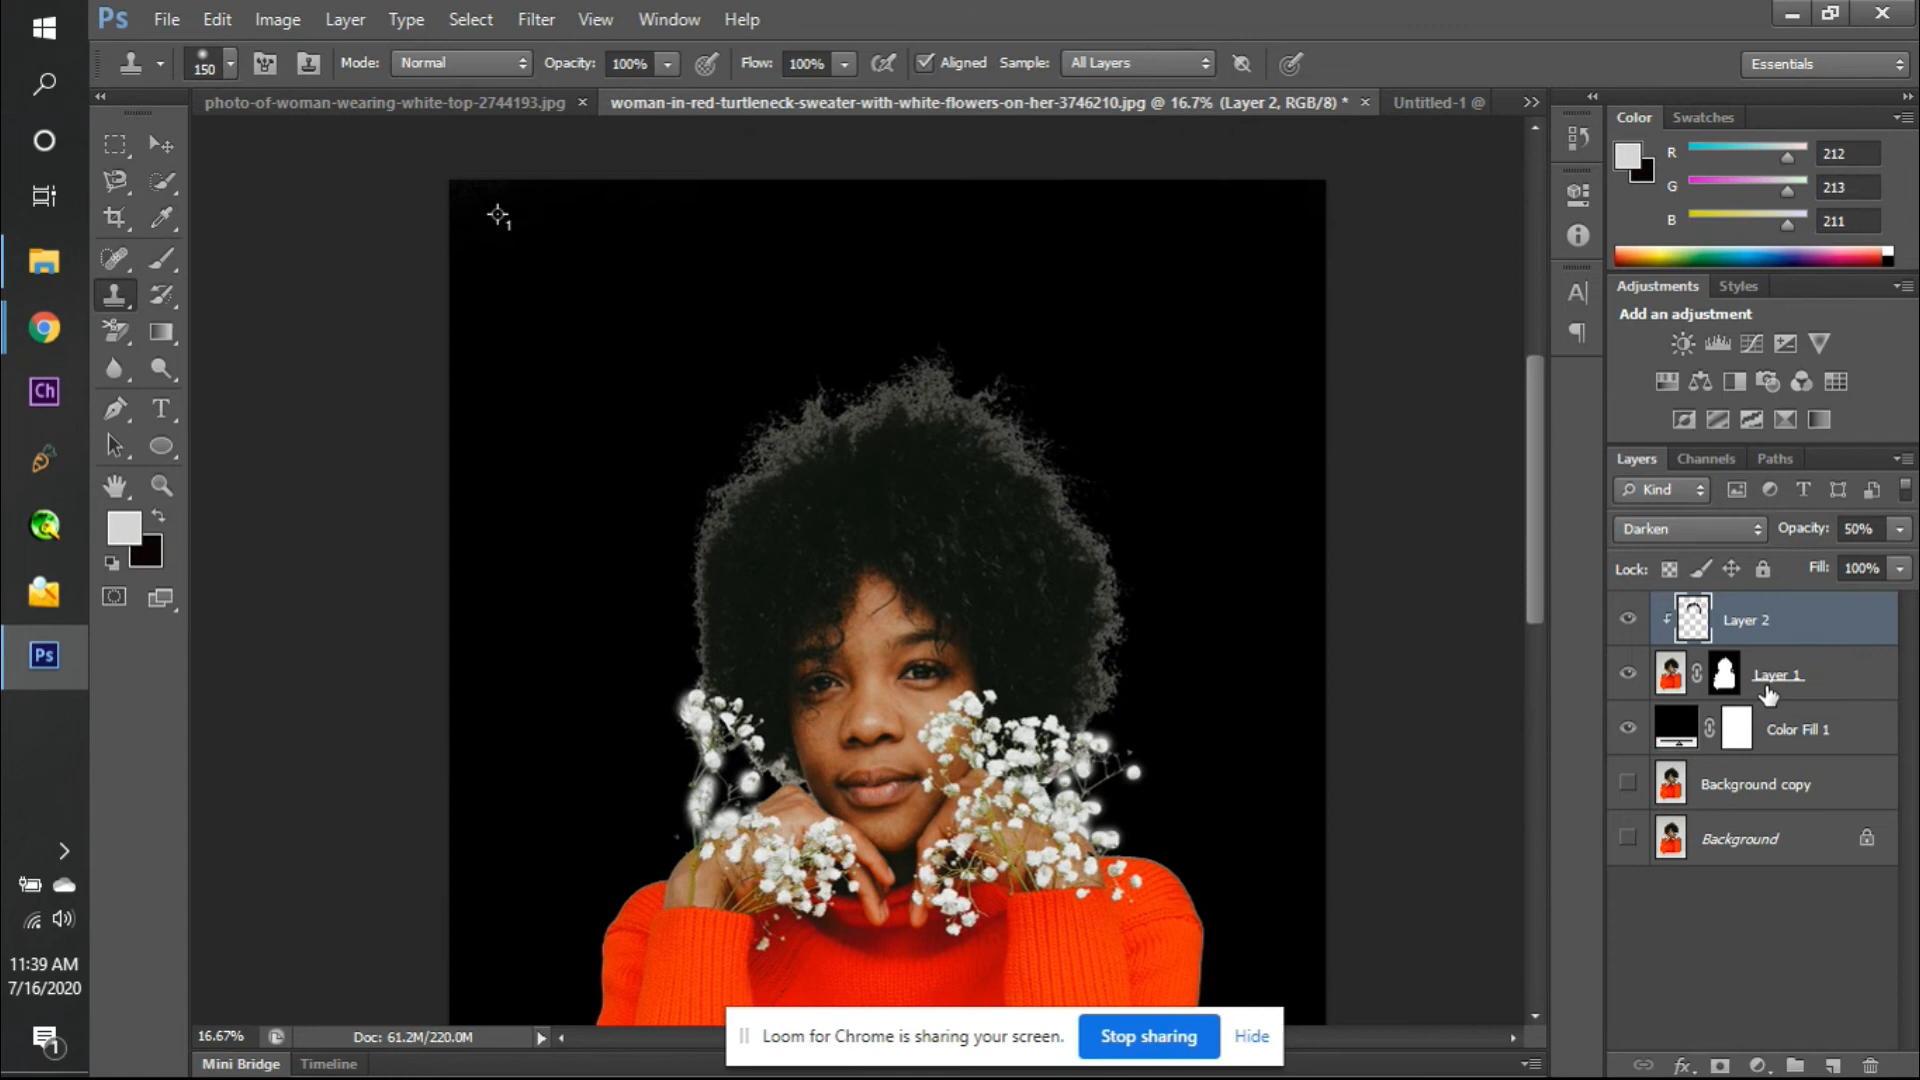 Ps File Edit Image Layer Type Select Filter View Window Help
150 Mode: Normal Opacity: 100% Flow: 100% Aligned Sample: All Layers Essentials
photo-of-woman-wearing-white-top-2744193.jpg × woman-in-red-turtleneck-sweater-with-white-flowers-on-her-3746210.jpg @ 16.7% (Layer 2, RGB/8) * × Untitled-1 @ >>
Color Swatches
R 212
G 213
B 211
1
Adjustments Styles
Add an adjustment
Ch
T
A|
Layers Channels Paths
Kind T
Darken Opacity: 50%
Lock: Fill: 100%
Layer 2
Layer 1
Color Fill 1
Background copy
Background
Ps
11:39 AM
7/16/2020
1
16.67% Doc: 61.2M/220.0M
Loom for Chrome is sharing your screen. Stop sharing Hide
Mini Bridge Timeline
fx